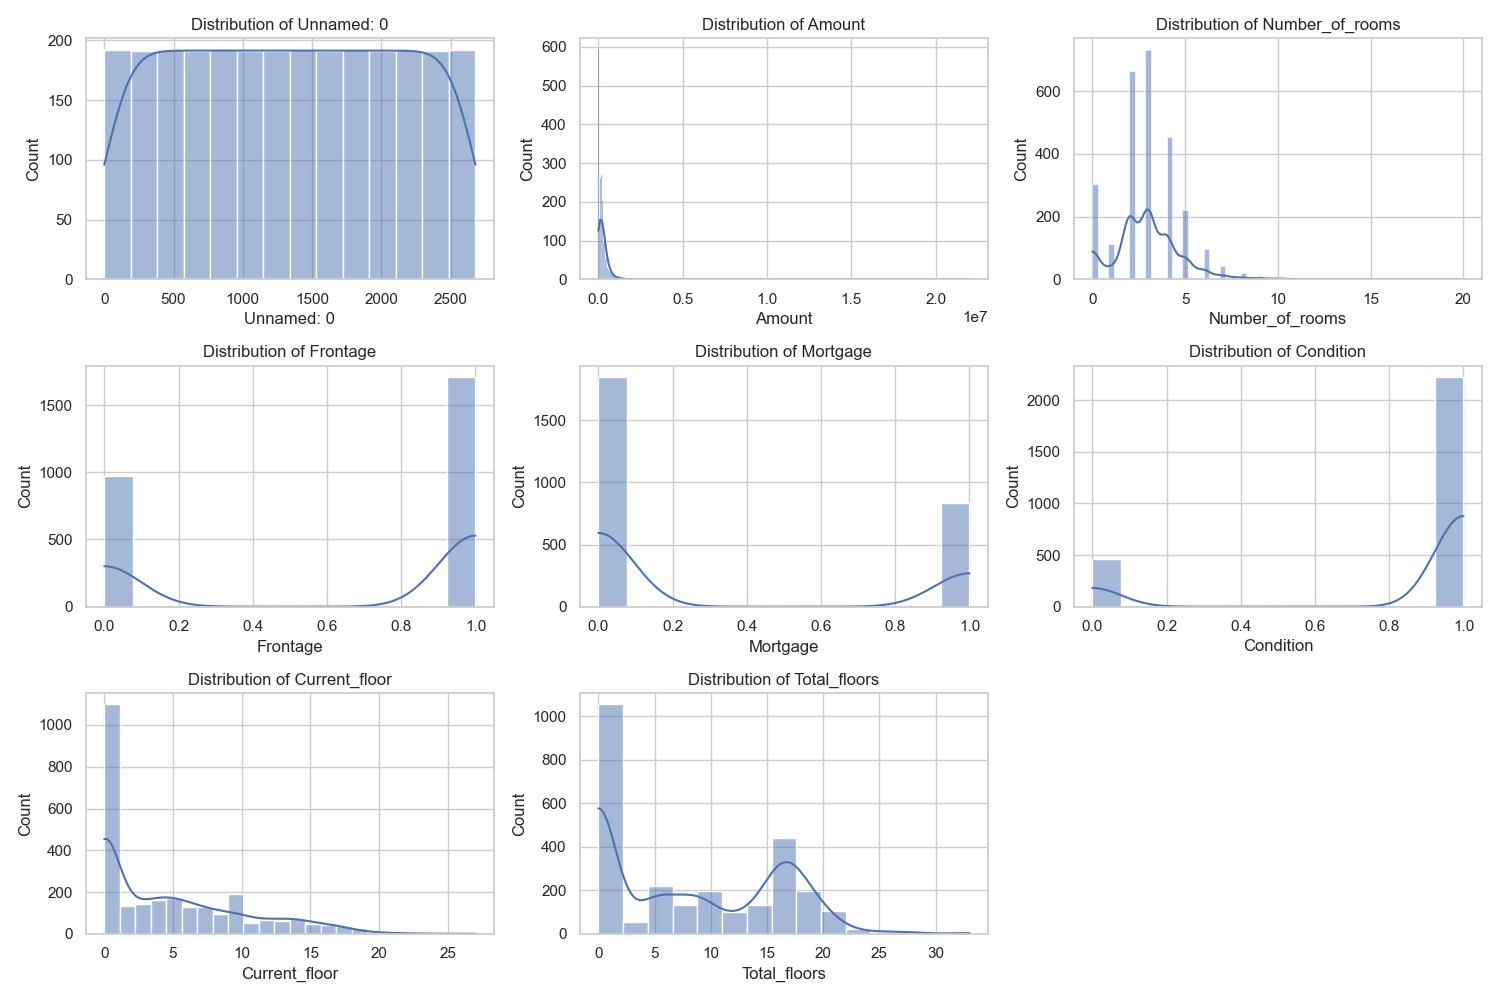 Distribution of Unnamed: 0
Distribution of Amount
Distribution of Number_of_rooms
200
150
100
50
0
Count
0 500 1000 1500 2000 2500
Unnamed: 0
600
500
400
300
200
100
0
Count
0.0 0.5 1.0 1.5 2.0
1e7
Amount
600
400
200
0
Count
0 5 10 15 20
Number_of_rooms
Distribution of Frontage
Distribution of Mortgage
Distribution of Condition
1500
1000
500
0
Count
0.0 0.2 0.4 0.6 0.8 1.0
Frontage
1500
1000
500
0
Count
0.0 0.2 0.4 0.6 0.8 1.0
Mortgage
2000
1500
1000
500
0
Count
0.0 0.2 0.4 0.6 0.8 1.0
Condition
Distribution of Current_floor
Distribution of Total_floors
1000
800
600
400
200
0
Count
0 5 10 15 20 25
Current_floor
1000
800
600
400
200
0
Count
0 5 10 15 20 25 30
Total_floors